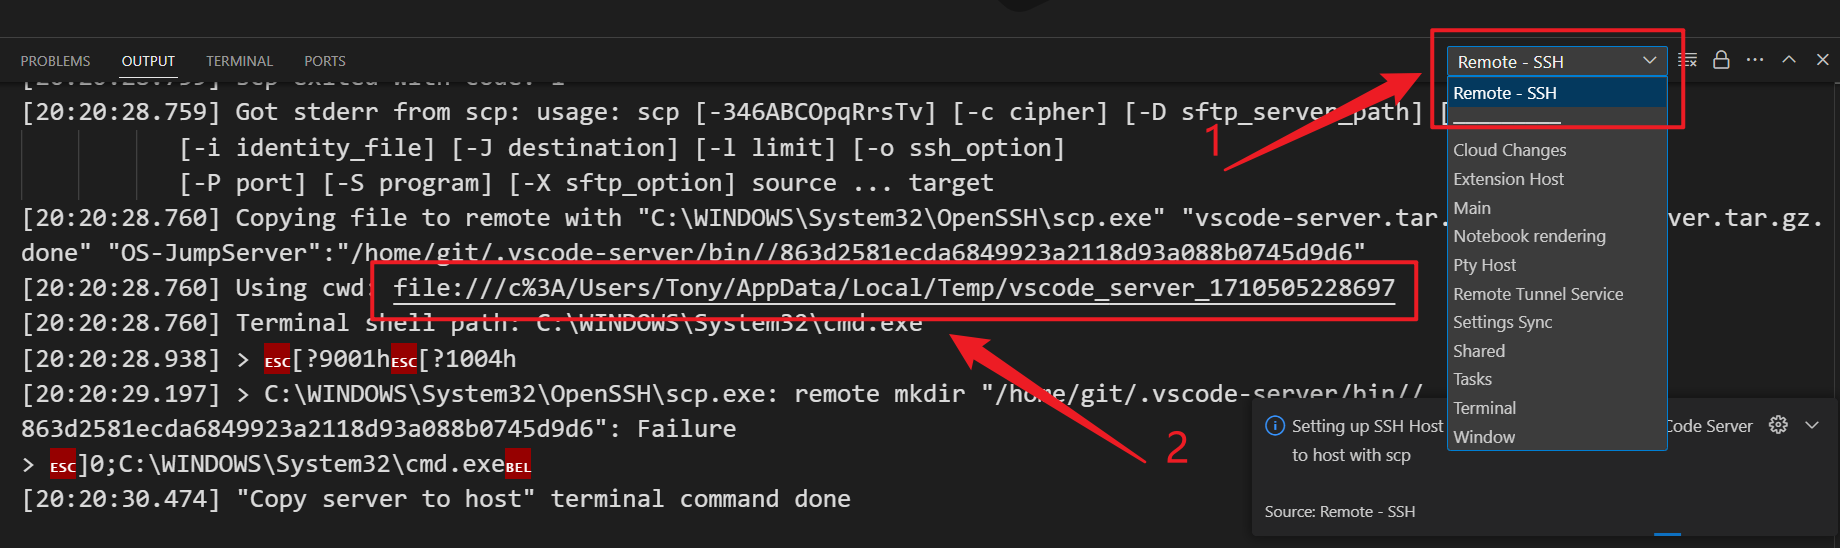 PROBLEMS OUTPUT TERMINAL PORTS
Remote - SSH
[20:20:28.759] Got stderr from scp: usage: scp [-346ABCOpqRrsTv] [-c cipher] [-D sftp_server_path] [
[-i identity_file] [-J destination] [-l limit] [-o ssh_option]
[-P port] [-S program] [-X sftp_option] source ... target
[20:20:28.760] Copying file to remote with "C:\WINDOWS\System32\OpenSSH\scp.exe" "vscode-server.tar. ver.tar.gz.
done" "OS-JumpServer":"/home/git/.vscode-server/bin//863d2581ecda6849923a2118d93a088b0745d9d6"
[20:20:28.760] Using cwd: file:///c%3A/Users/Tony/AppData/Local/Temp/vscode_server_1710505228697
[20:20:28.760] Terminal shell path: C:\WINDOWS\System32\cmd.exe
[20:20:28.938] > ESC[?9001hESC[?1004h
[20:20:29.197] > C:\WINDOWS\System32\OpenSSH\scp.exe: remote mkdir "/home/git/.vscode-server/bin//
863d2581ecda6849923a2118d93a088b0745d9d6": Failure
> ESC]0;C:\WINDOWS\System32\cmd.exeBEL
[20:20:30.474] "Copy server to host" terminal command done
1
2
Remote - SSH
Cloud Changes
Extension Host
Main
Notebook rendering
Pty Host
Remote Tunnel Service
Settings Sync
Shared
Tasks
Terminal
Window
Setting up SSH Host Code Server
to host with scp
Source: Remote - SSH